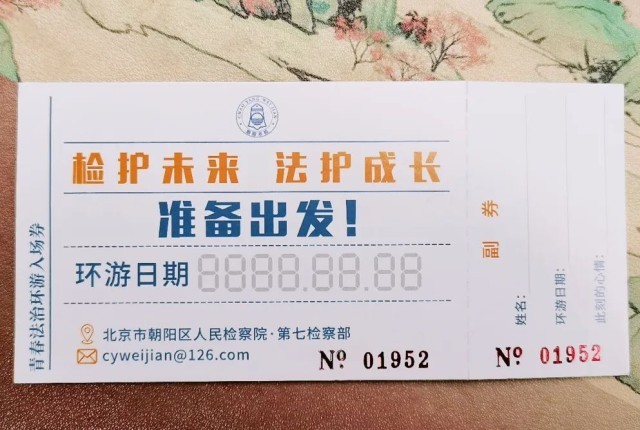 青春法治环游入场券
检护未来 法护成长
准备出发!
环游日期 8888.88.88
北京市朝阳区人民检察院·第七检察部
cyweijian@126.com
№ 01952
副券
姓名:
环游日期:
此刻的心情:
№ 01952